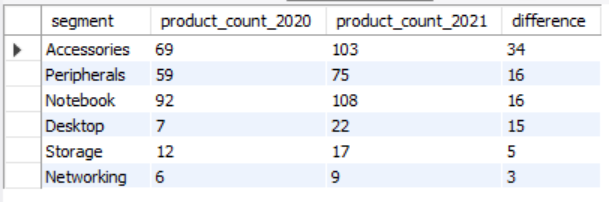 segment product_count_2020 product_count_2021 difference
Accessories 69 103 34
Peripherals 59 75 16
Notebook 92 108 16
Desktop 7 22 15
Storage 12 17 5
Networking 6 9 3